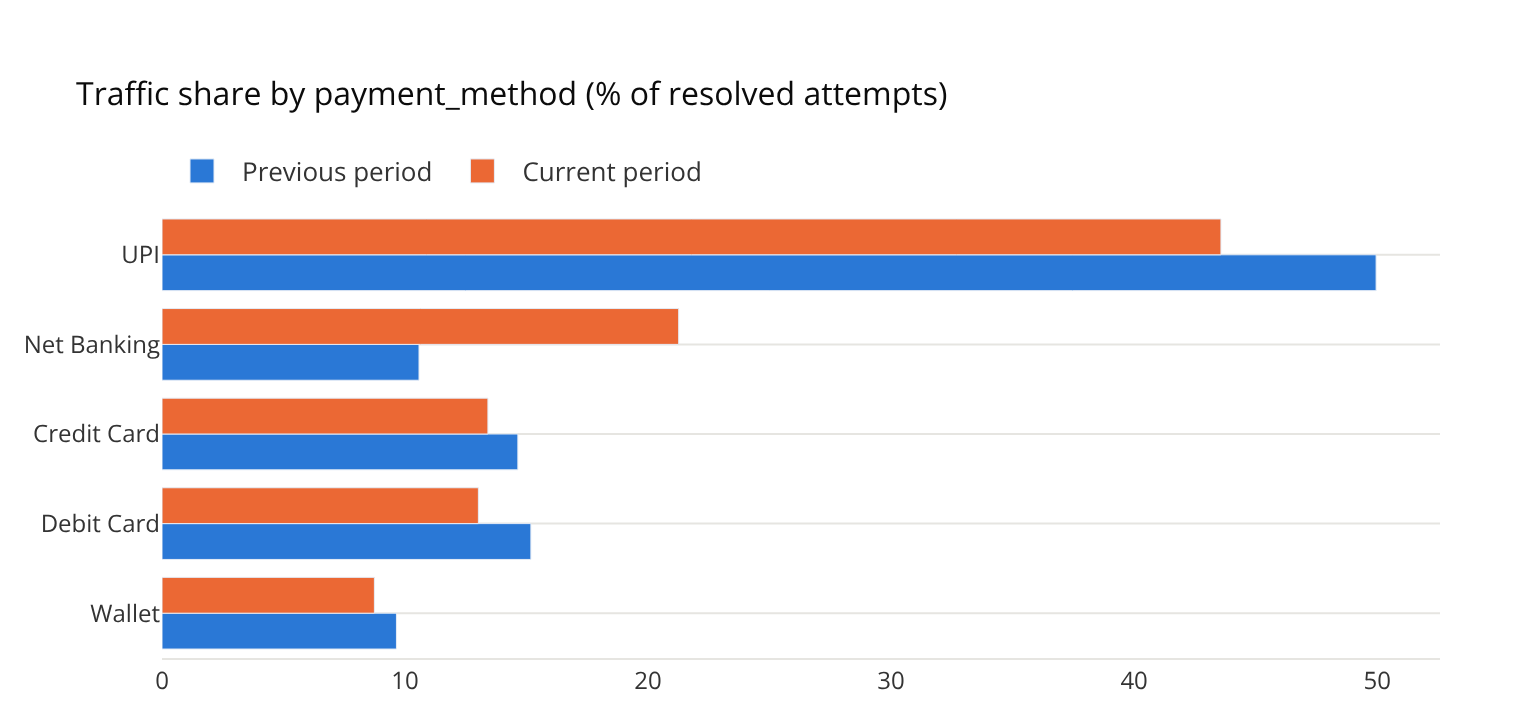 Traffic share by payment_method (% of resolved attempts)
Previous period Current period
UPI
Net Banking
Credit Card
Debit Card
Wallet
0 10 20 30 40 50